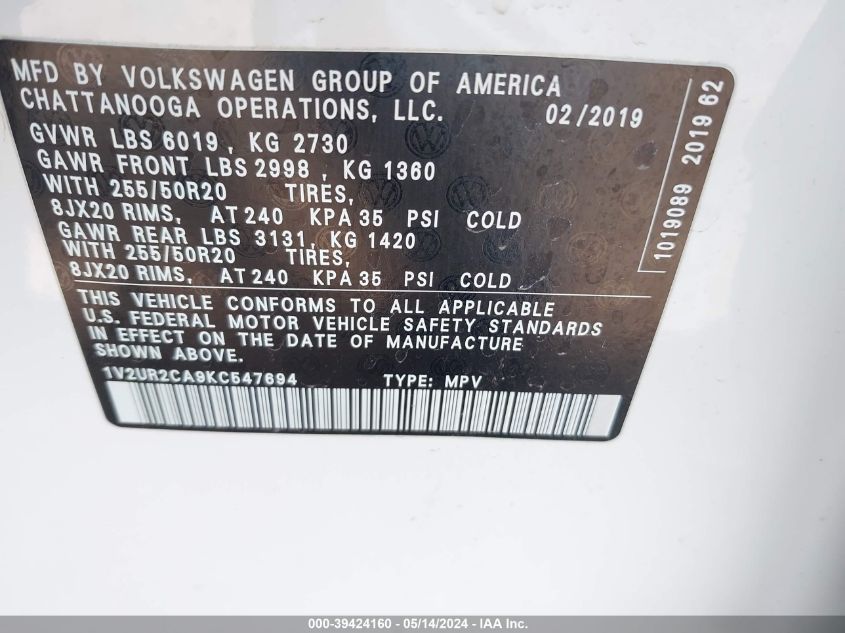 MFD BY VOLKSWAGEN GROUP OF AMERICA
CHATTANOOGA OPERATIONS, LLC. 02/2019
GVWR LBS 6019, KG 2730
GAWR FRONT LBS 2998, KG 1360
WITH 255/50R20 TIRES,
8JX20 RIMS, AT 240 KPA 35 PSI COLD
GAWR REAR LBS 3131, KG 1420
WITH 255/50R20 TIRES,
8JX20 RIMS, AT 240 KPA 35 PSI COLD
THIS VEHICLE CONFORMS TO ALL APPLICABLE
U.S. FEDERAL MOTOR VEHICLE SAFETY STANDARDS
IN EFFECT ON THE DATE OF MANUFACTURE
SHOWN ABOVE.
1V2UR2CA9KC547694 TYPE: MPV
1019089 2019 62
000-39424160 - 05/14/2024 - IAA Inc.